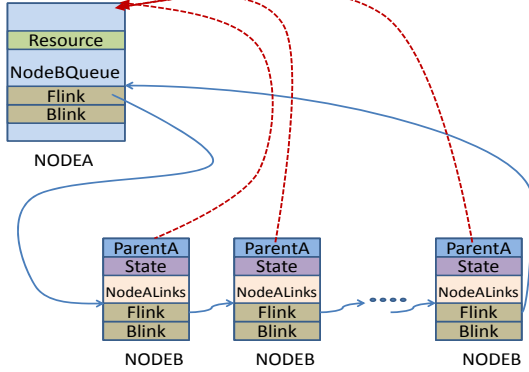 Resource
NodeBQueue
Flink
Blink
NODEA
ParentA
State
NodeALinks
Flink
Blink
NODEB
ParentA
State
NodeALinks
Flink
Blink
NODEB
ParentA
State
NodeALinks
Flink
Blink
NODEB